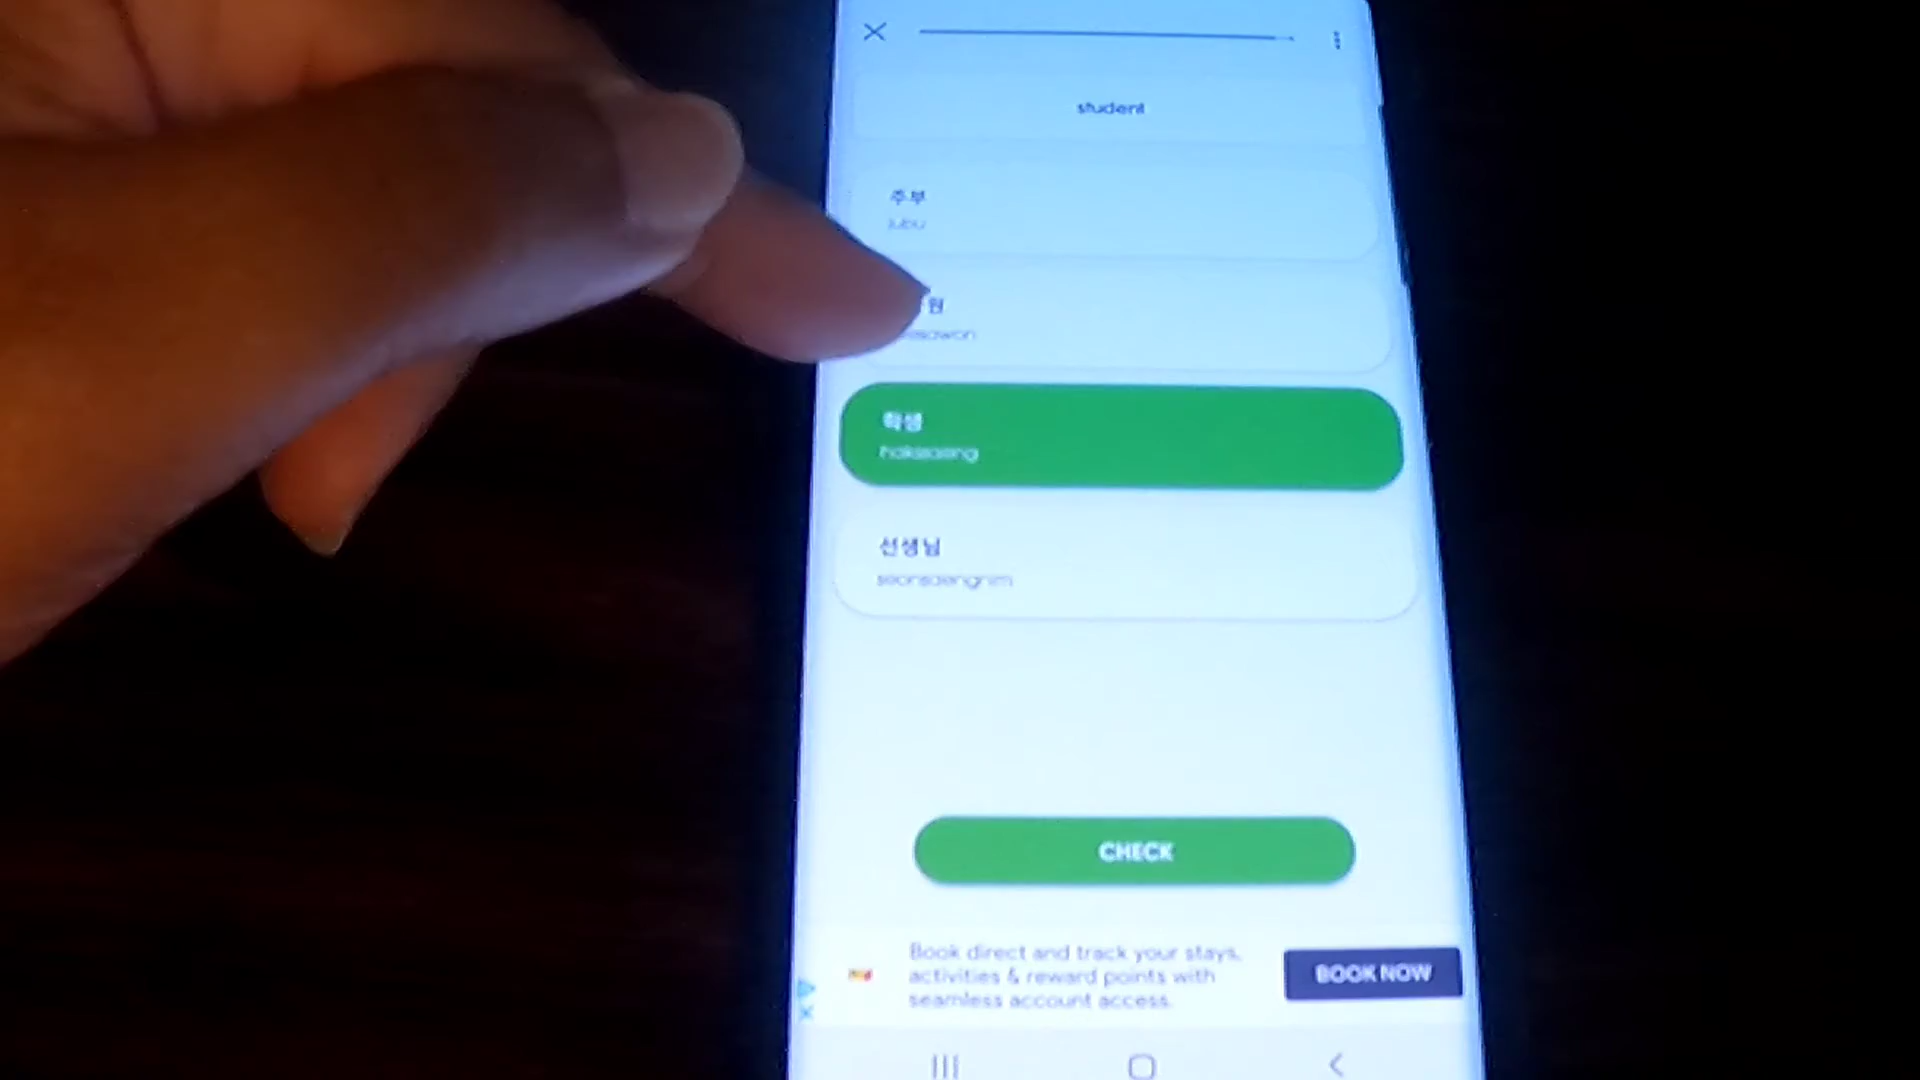 student
주부
jubu
원
학생
haksaeng
선생님
seonsaengnim
CHECK
Book direct and track your stays,
activities & reward points with
seamless account access.
BOOK NOW